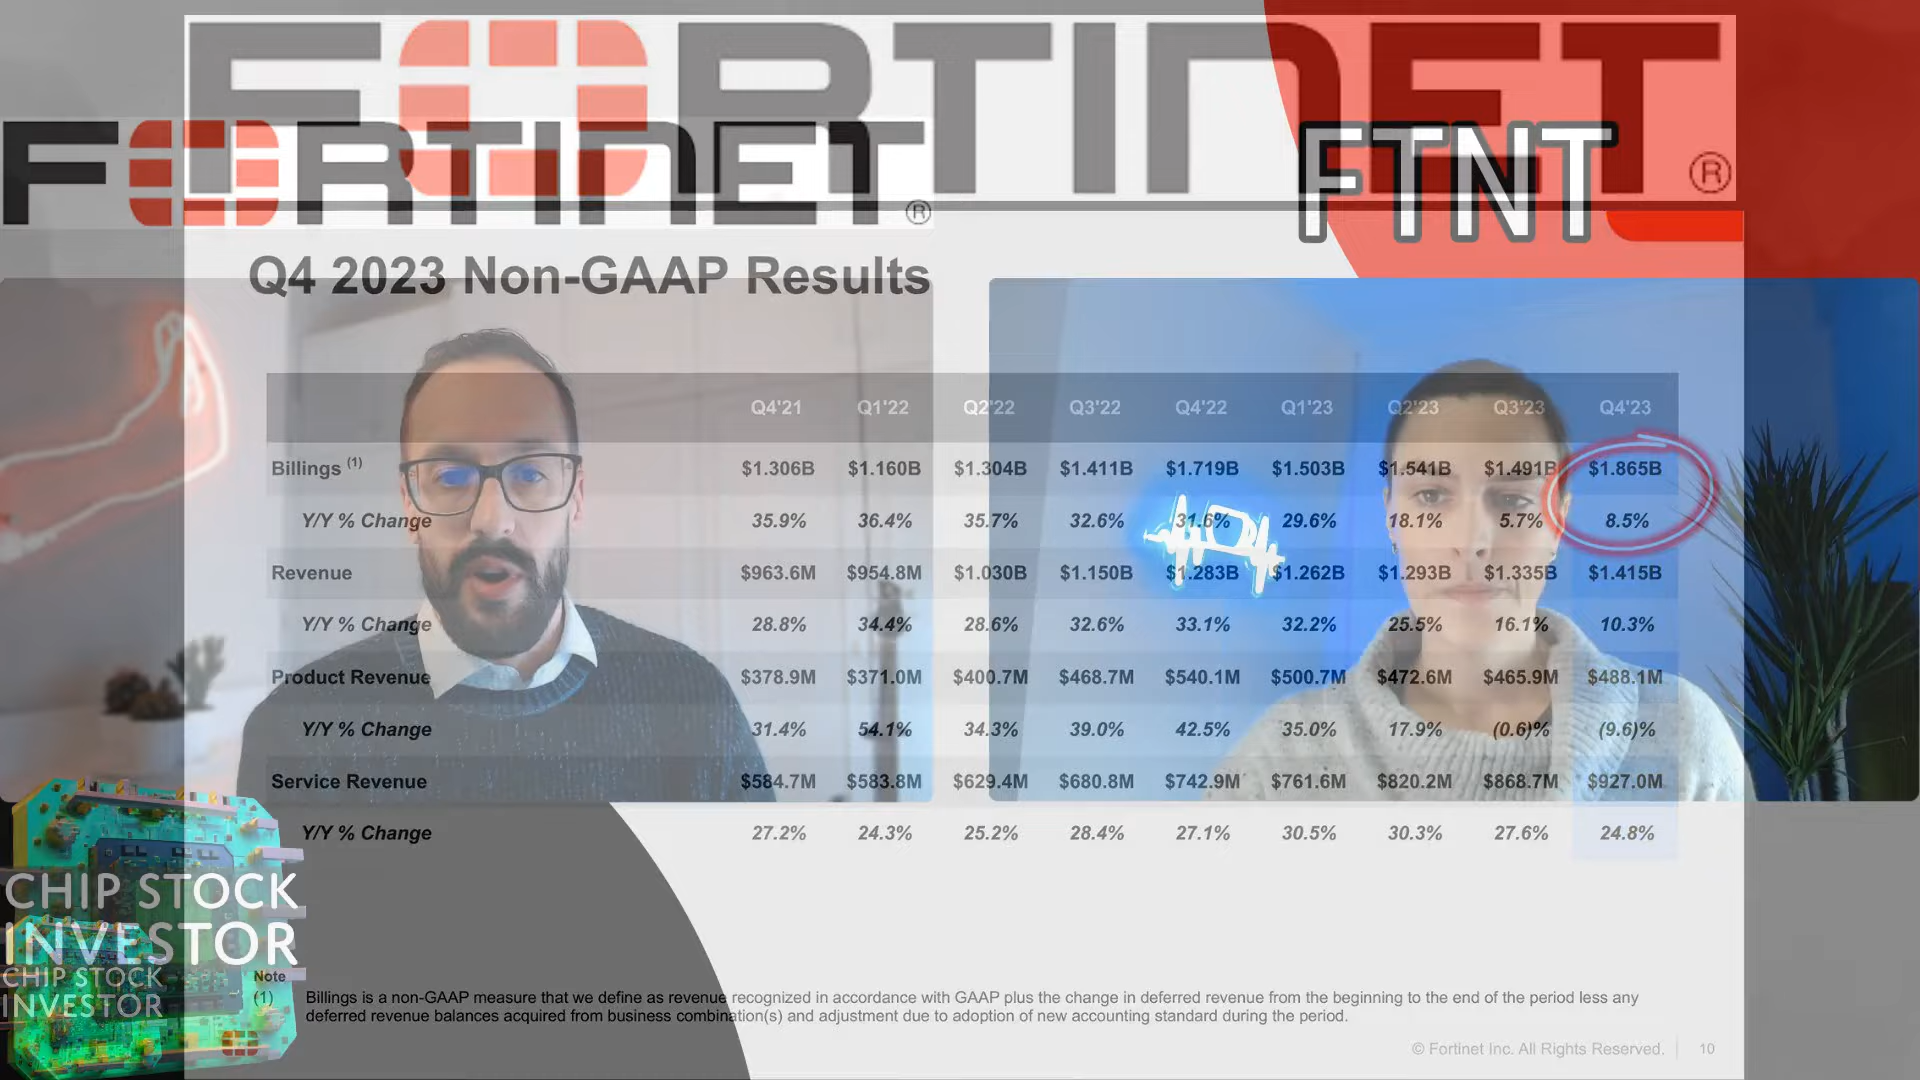 FORTINET®
FORTINET®
FTNT
Q4 2023 Non-GAAP Results
Q4'21 Q1'22 Q2'22 Q3'22 Q4'22 Q1'23 Q2'23 Q3'23 Q4'23
Billings (1) $1.306B $1.160B $1.304B $1.411B $1.719B $1.503B $1.541B $1.491B $1.865B
Y/Y % Change 35.9% 36.4% 35.7% 32.6% 31.6% 29.6% 18.1% 5.7% 8.5%
Revenue $963.6M $954.8M $1.030B $1.150B $1.283B $1.262B $1.293B $1.335B $1.415B
Y/Y % Change 28.8% 34.4% 28.6% 32.6% 33.1% 32.2% 25.5% 16.1% 10.3%
Product Revenue $378.9M $371.0M $400.7M $468.7M $540.1M $500.7M $472.6M $465.9M $488.1M
Y/Y % Change 31.4% 54.1% 34.3% 39.0% 42.5% 35.0% 17.9% (0.6)% (9.6)%
Service Revenue $584.7M $583.8M $629.4M $680.8M $742.9M $761.6M $820.2M $868.7M $927.0M
Y/Y % Change 27.2% 24.3% 25.2% 28.4% 27.1% 30.5% 30.3% 27.6% 24.8%
CHIP STOCK
INVESTOR
CHIP STOCK
INVESTOR
Note
(1) Billings is a non-GAAP measure that we define as revenue recognized in accordance with GAAP plus the change in deferred revenue from the beginning to the end of the period less any
deferred revenue balances acquired from business combination(s) and adjustment due to adoption of new accounting standard during the period.
© Fortinet Inc. All Rights Reserved. 10